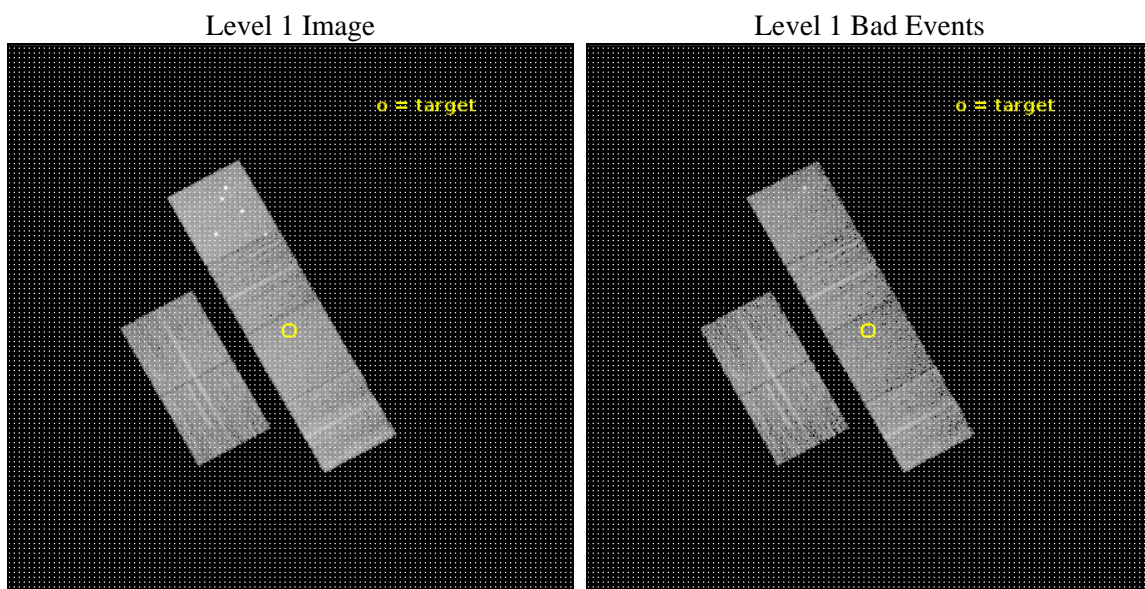 Level 1 Image
Level 1 Bad Events
o = target
o = target